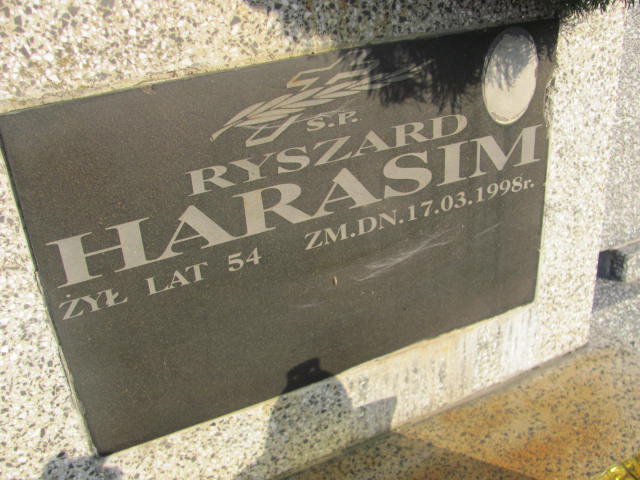 S.P.
RYSZARD
HARASIM
ŻYŁ LAT 54 ZM.DN.17.03.1998r.